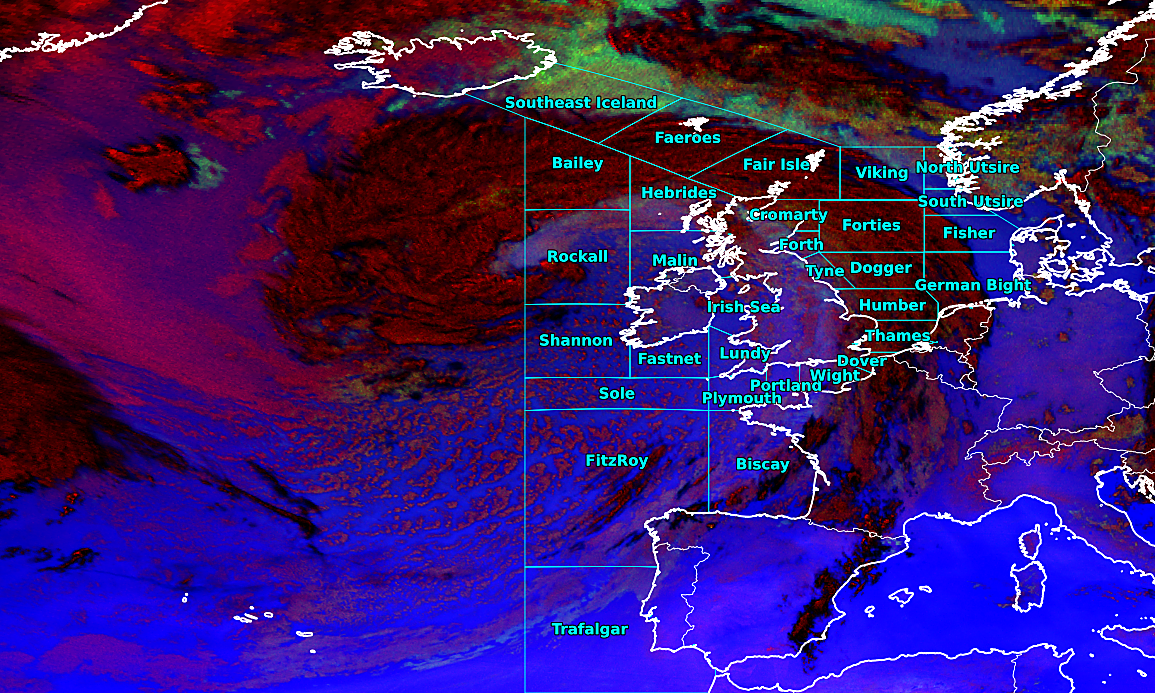 Southeast Iceland
Faeroes
Bailey
Fair Isle
Viking
North Utsire
Hebrides
South Utsire
Cromarty
Forties
Fisher
Forth
Rockall
Malin
Tyne
Dogger
German Bight
Irish Sea
Humber
Shannon
Thames
Fastnet
Lundy
Dover
Wight
Portland
Sole
Plymouth
FitzRoy
Biscay
Trafalgar